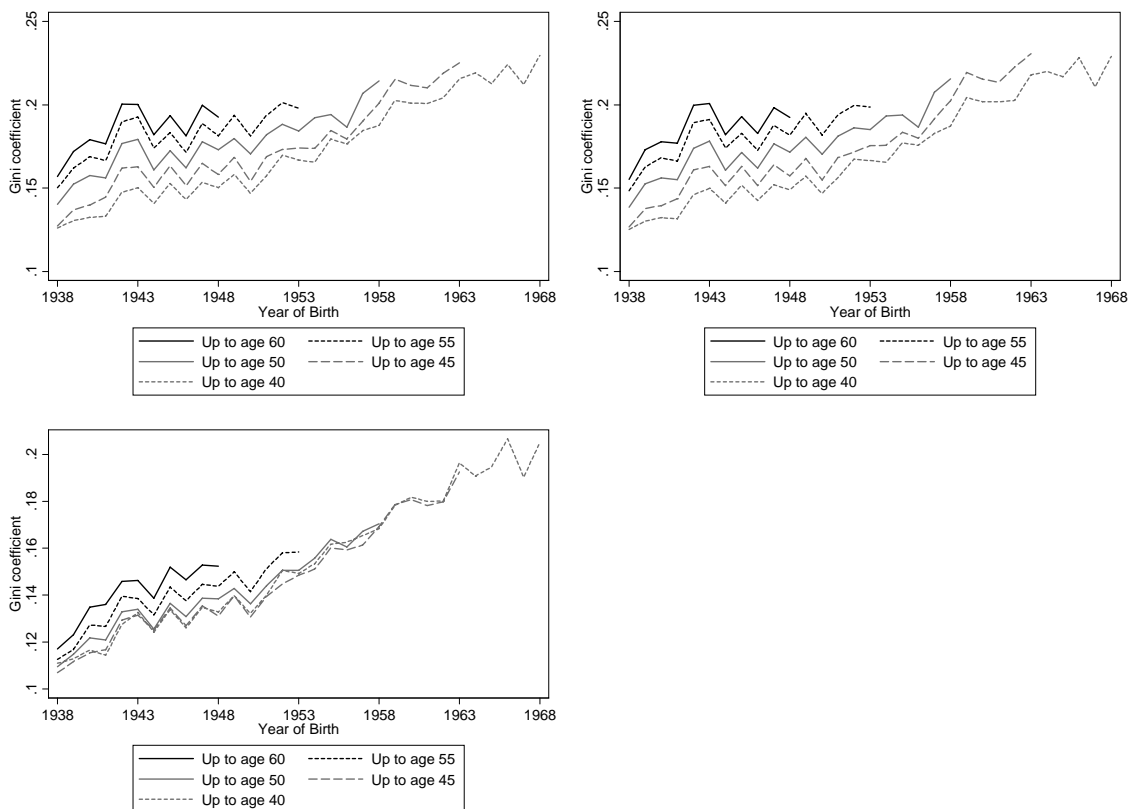 .25
.2
.15
.1
Gini coefficient
1938 1943 1948 1953 1958 1963 1968
Year of Birth
Up to age 60 Up to age 55
Up to age 50 Up to age 45
Up to age 40
.25
.2
.15
.1
Gini coefficient
1938 1943 1948 1953 1958 1963 1968
Year of Birth
Up to age 60 Up to age 55
Up to age 50 Up to age 45
Up to age 40
.2
.18
.16
.14
.12
.1
Gini coefficient
1938 1943 1948 1953 1958 1963 1968
Year of Birth
Up to age 60 Up to age 55
Up to age 50 Up to age 45
Up to age 40